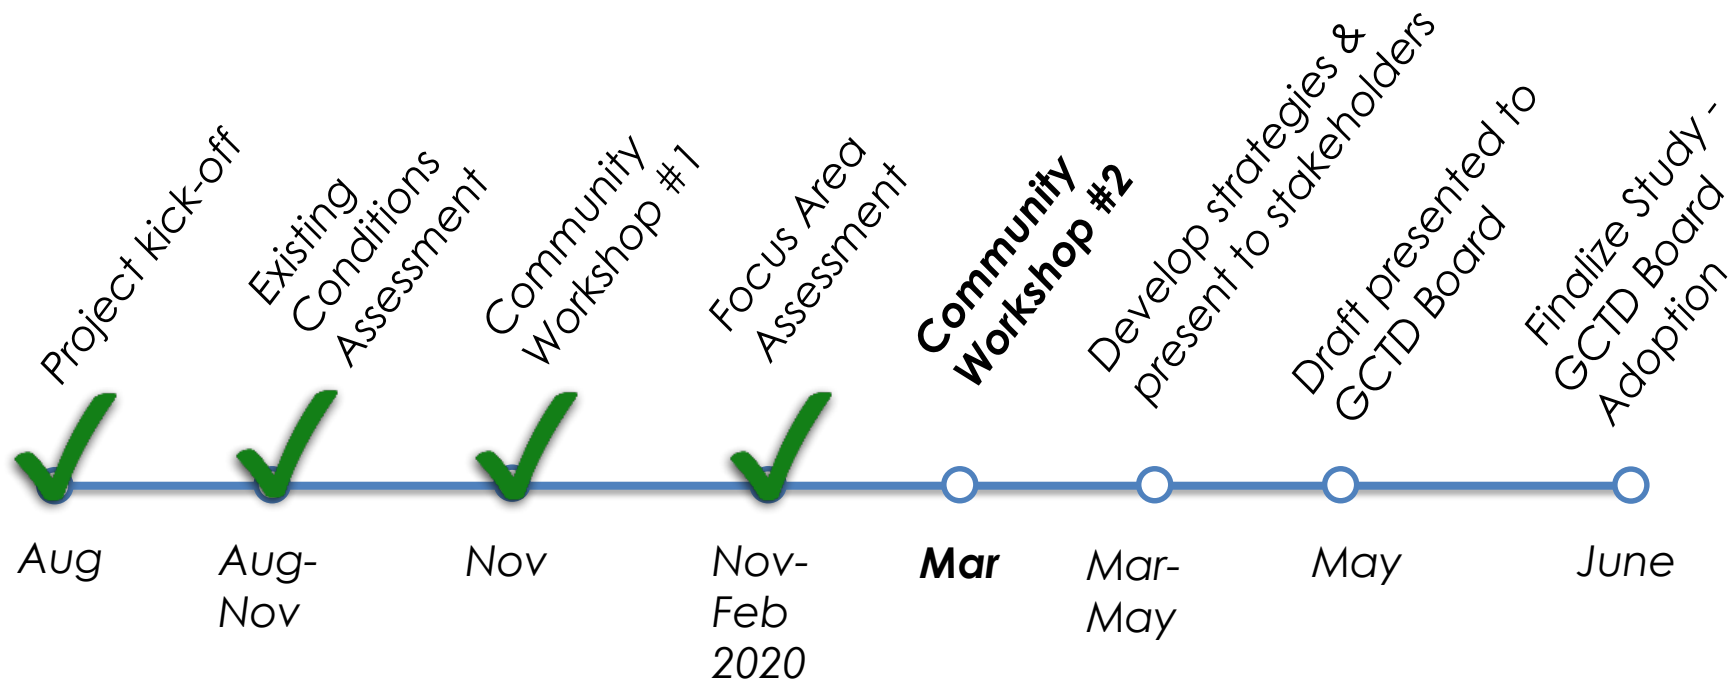 Project kick-off
Existing
Conditions
Assessment
Community
Workshop #1
Focus Area
Assessment
Community
Workshop #2
Develop strategies &
present to stakeholders
Draft presented to
GCTD Board
Finalize Study -
GCTD Board
Adoption
Aug
Aug-
Nov
Nov
Nov-
Feb
2020
Mar
Mar-
May
May
June